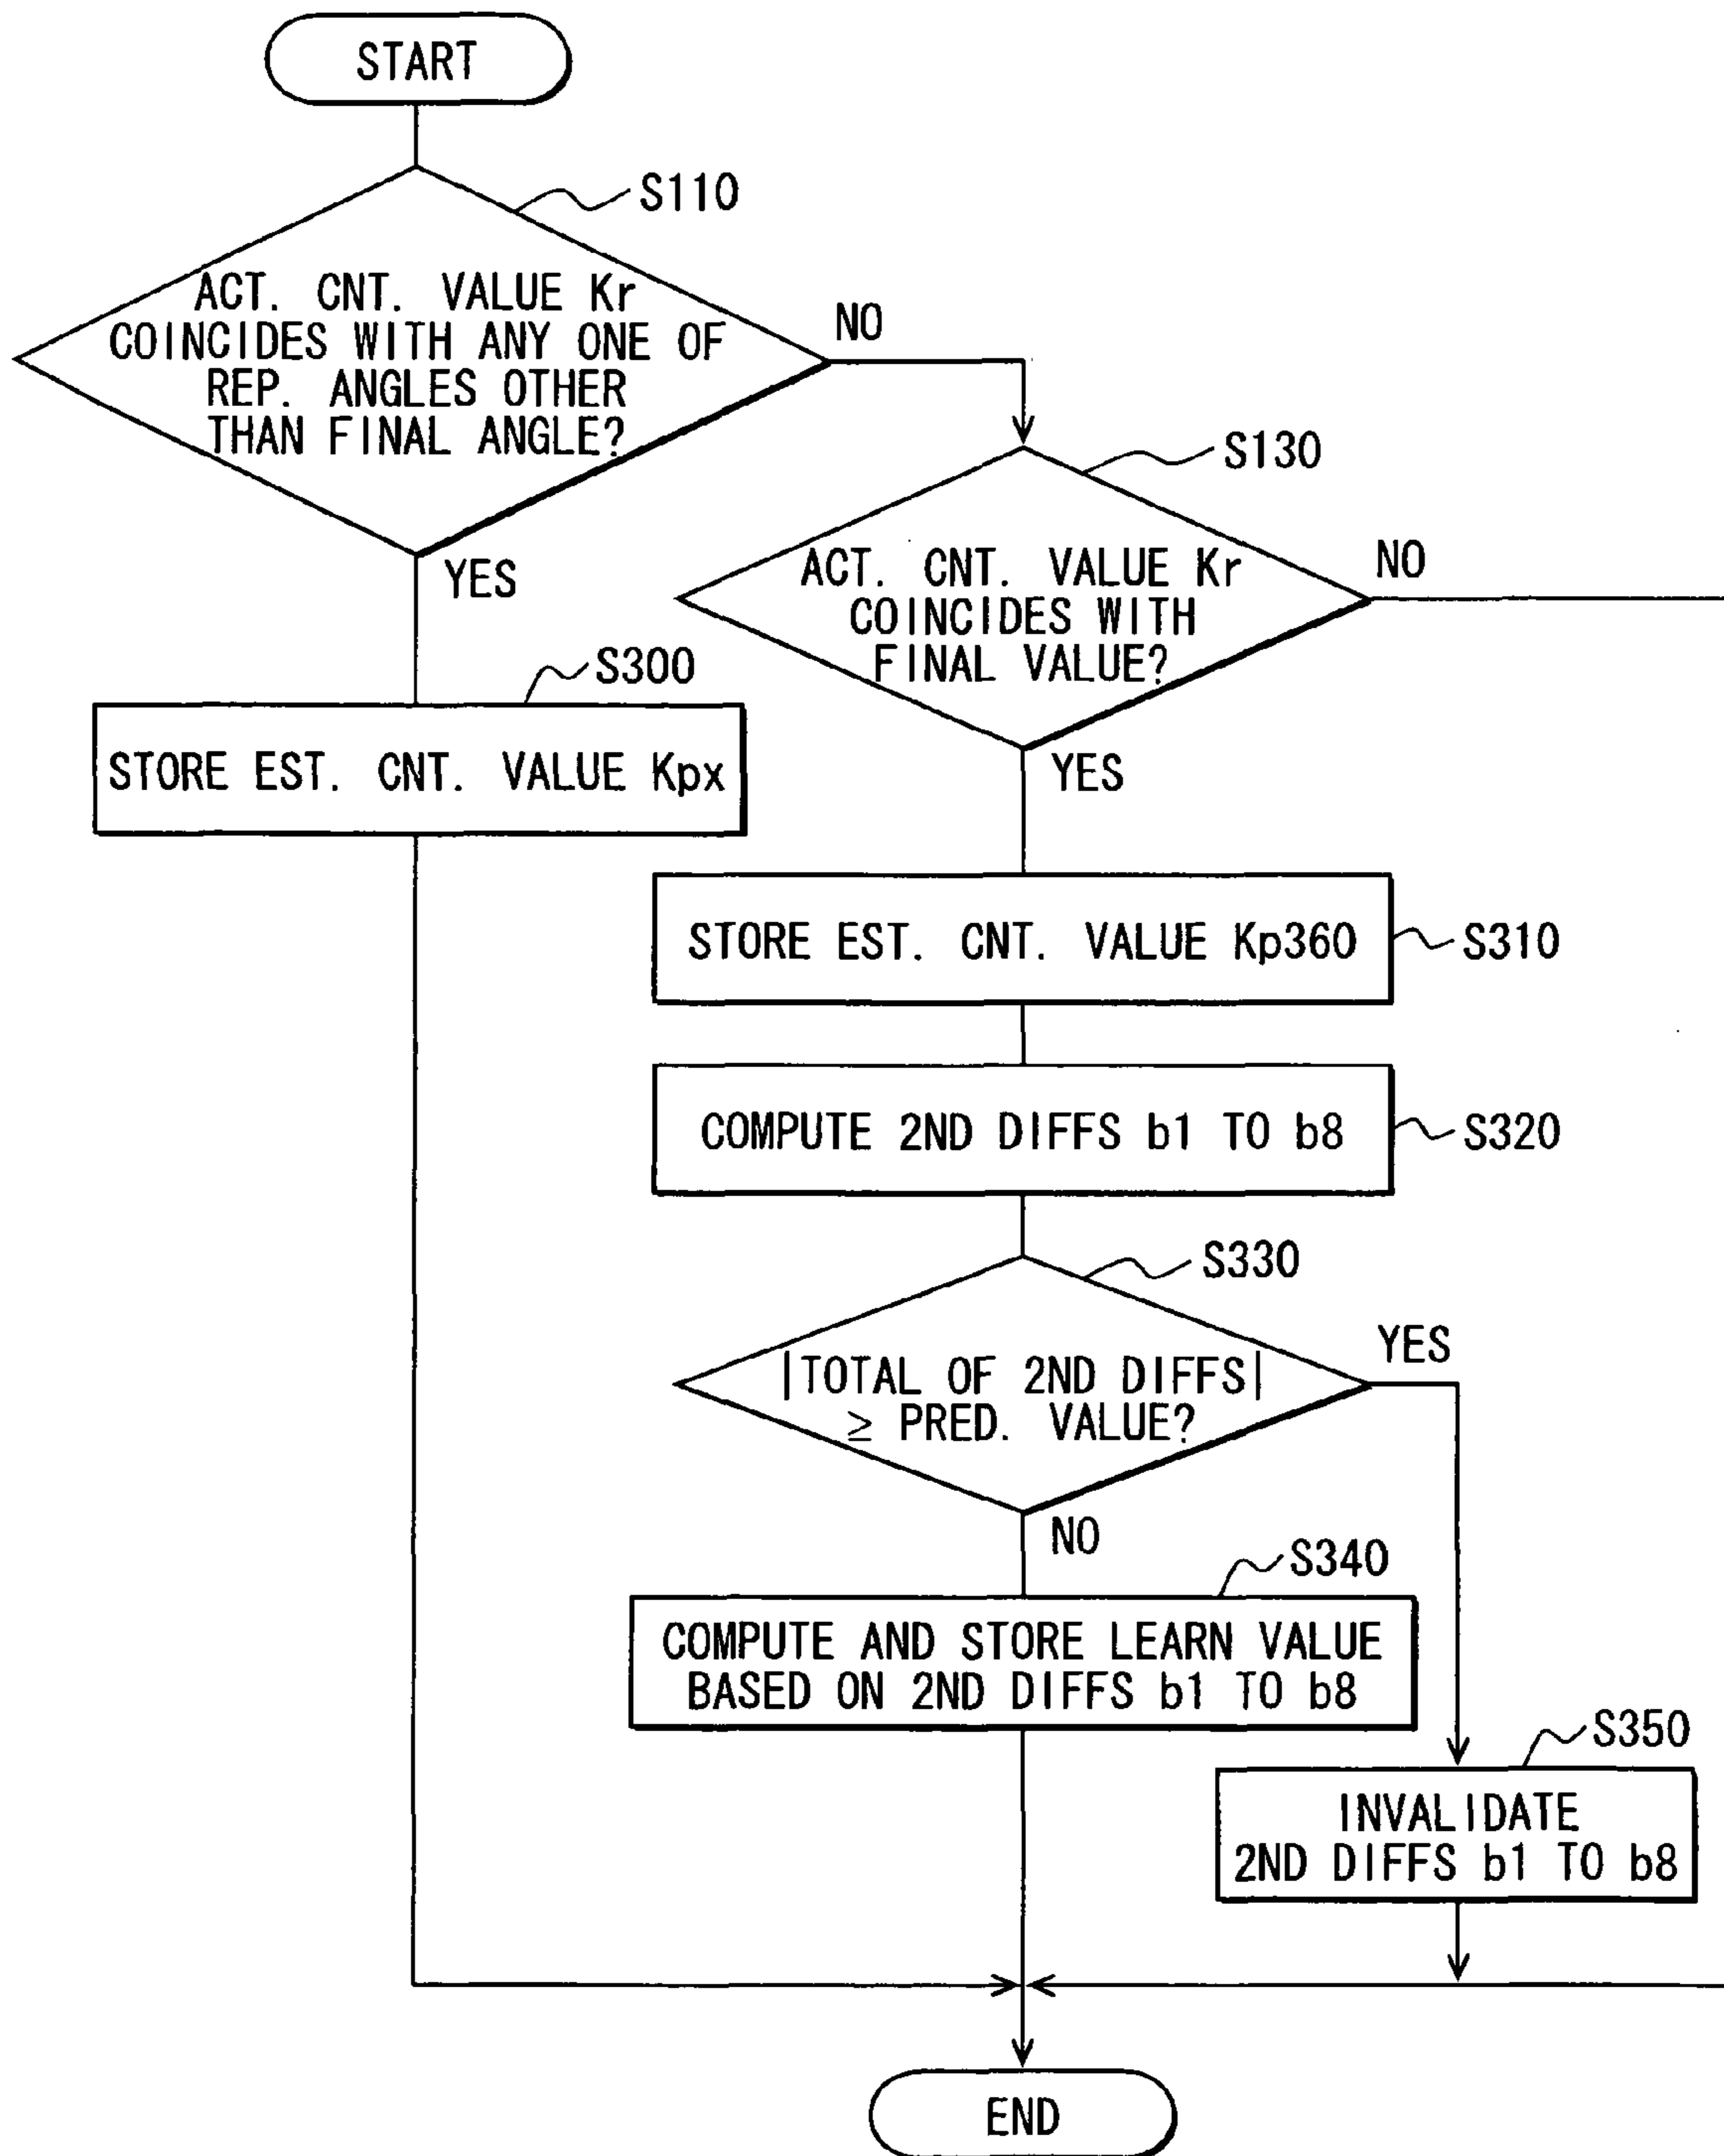 START
S110
ACT. CNT. VALUE Kr
COINCIDES WITH ANY ONE OF
REP. ANGLES OTHER
THAN FINAL ANGLE?
NO
YES
S130
ACT. CNT. VALUE Kr
COINCIDES WITH
FINAL VALUE?
NO
YES
S300
STORE EST. CNT. VALUE Kpx
STORE EST. CNT. VALUE Kp360
S310
COMPUTE 2ND DIFFS b1 TO b8
S320
S330
|TOTAL OF 2ND DIFFS|
≥ PRED. VALUE?
YES
NO
S340
COMPUTE AND STORE LEARN VALUE
BASED ON 2ND DIFFS b1 TO b8
S350
INVALIDATE
2ND DIFFS b1 TO b8
END